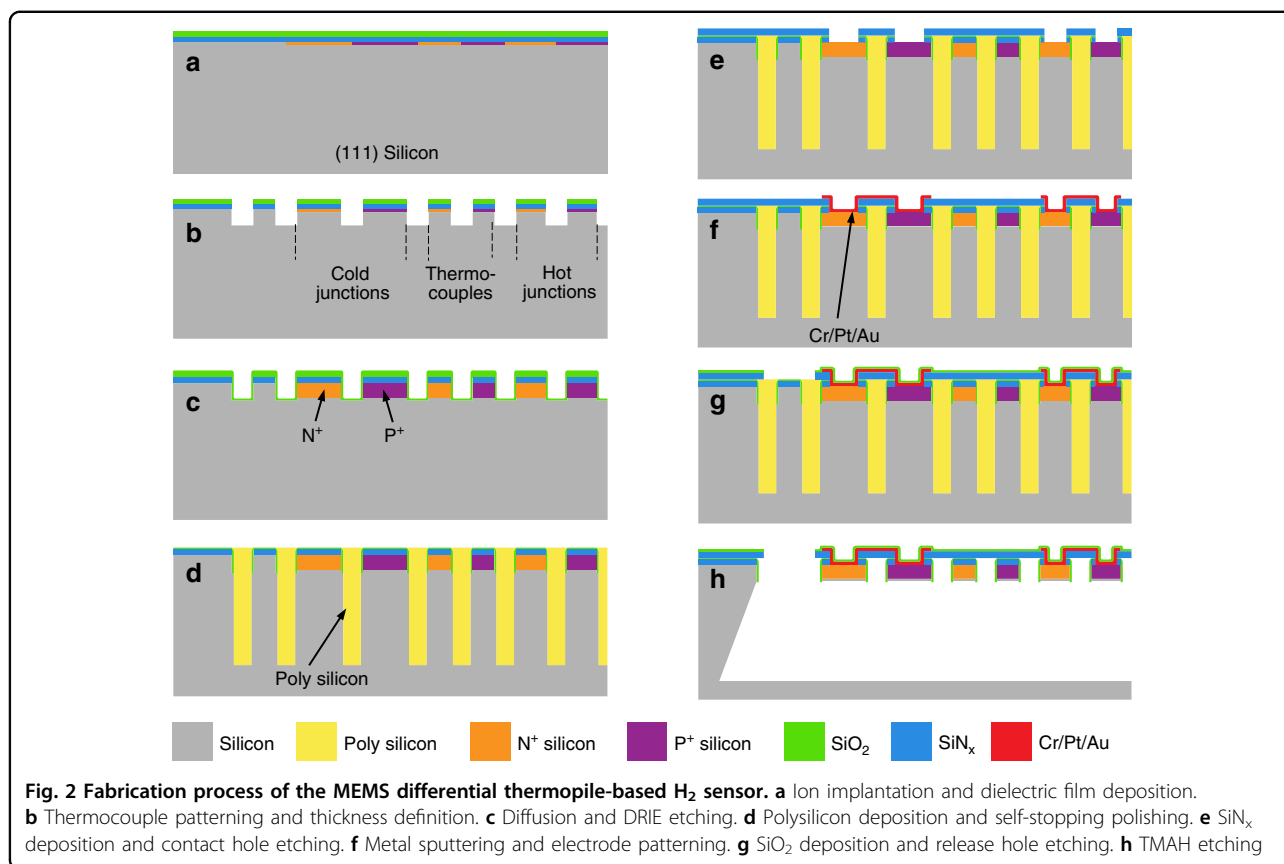 a
(111) Silicon
b
Cold junctions
Thermo-couples
Hot junctions
c
N⁺
P⁺
d
Poly silicon
e
f
Cr/Pt/Au
g
h
Silicon
Poly silicon
N⁺ silicon
P⁺ silicon
SiO₂
SiNₓ
Cr/Pt/Au
Fig. 2 Fabrication process of the MEMS differential thermopile-based H₂ sensor. a Ion implantation and dielectric film deposition.
b Thermocouple patterning and thickness definition. c Diffusion and DRIE etching. d Polysilicon deposition and self-stopping polishing. e SiNₓ
deposition and contact hole etching. f Metal sputtering and electrode patterning. g SiO₂ deposition and release hole etching. h TMAH etching